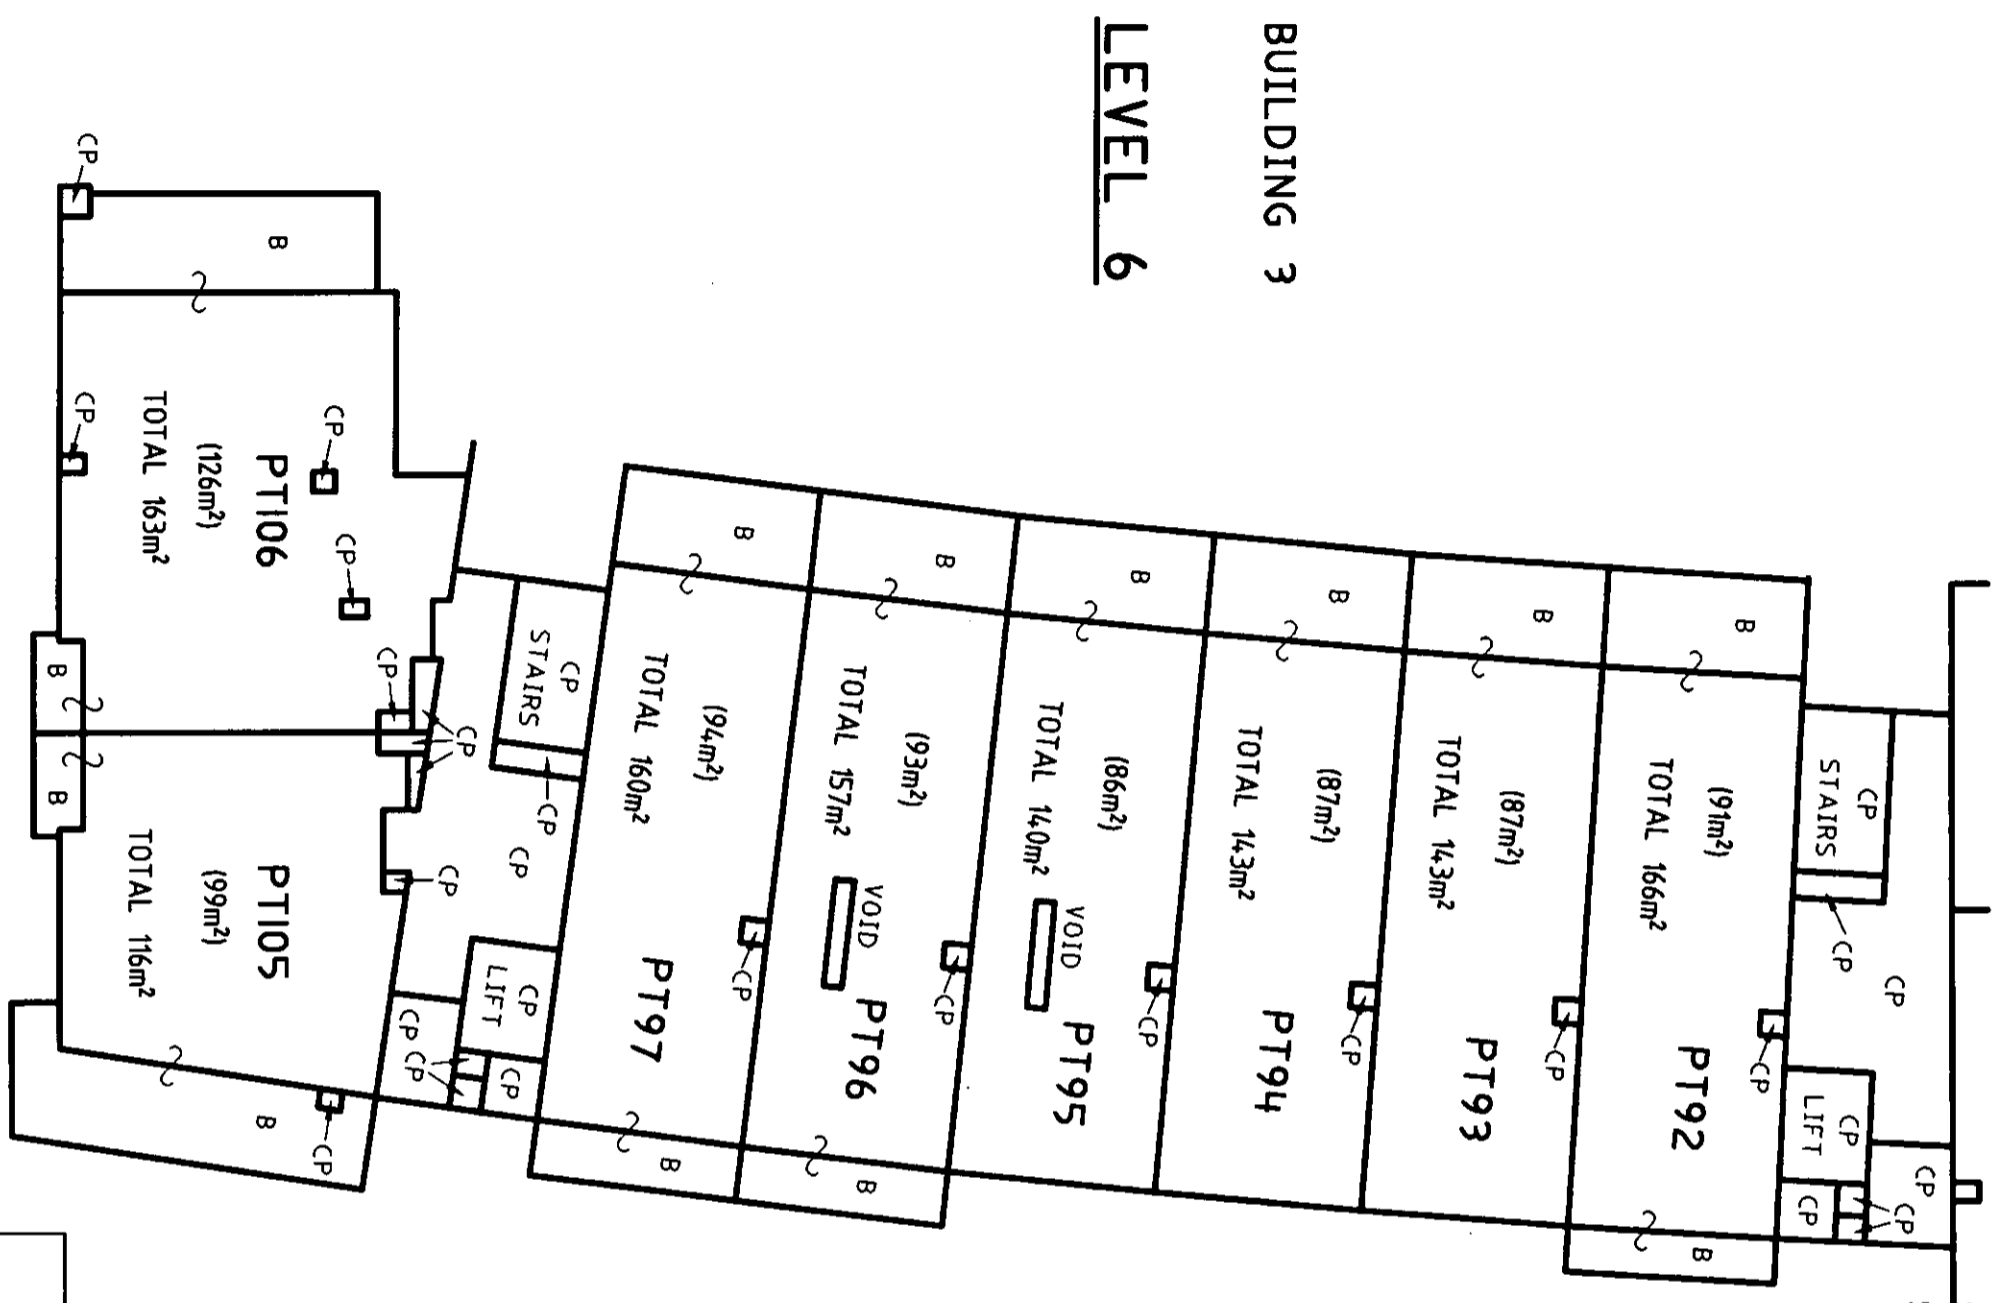 BUILDING 3
LEVEL 6
CP
STAIRS
CP
CP
CP
LIFT
CP
CP
CP
B
(91m²)
TOTAL 166m²
PT92
CP
B
B
(87m²)
TOTAL 143m²
PT93
CP
B
(87m²)
TOTAL 143m²
PT94
CP
B
(86m²)
TOTAL 140m²
VOID
PT95
CP
B
(93m²)
TOTAL 157m²
VOID
PT96
CP
B
B
(94m²)
TOTAL 160m²
PT97
CP
B
CP
STAIRS
CP
CP
CP
LIFT
CP
CP
CP
CP
CP
CP
B
CP
CP
CP
CP
PT106
(126m²)
TOTAL 163m²
B
B
PT105
(99m²)
TOTAL 116m²
B
CP